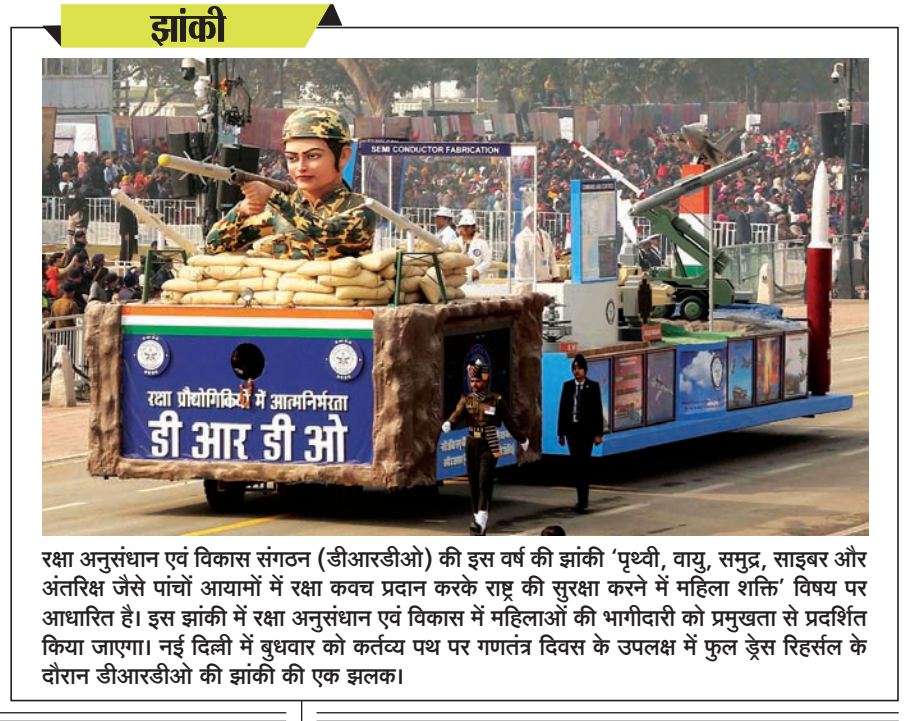 झांकी
SEMI CONDUCTOR FABRICATION
रक्षा प्रौद्योगिकियों में आत्मनिर्भरता
डी आर डी ओ
रक्षा अनुसंधान एवं विकास संगठन (डीआरडीओ) की इस वर्ष की झांकी ‘पृथ्वी, वायु, समुद्र, साइबर और
अंतरिक्ष जैसे पांचों आयामों में रक्षा कवच प्रदान करके राष्ट्र की सुरक्षा करने में महिला शक्ति’ विषय पर
आधारित है। इस झांकी में रक्षा अनुसंधान एवं विकास में महिलाओं की भागीदारी को प्रमुखता से प्रदर्शित
किया जाएगा। नई दिल्ली में बुधवार को कर्तव्य पथ पर गणतंत्र दिवस के उपलक्ष में फुल ड्रेस रिहर्सल के
दौरान डीआरडीओ की झांकी की एक झलक।